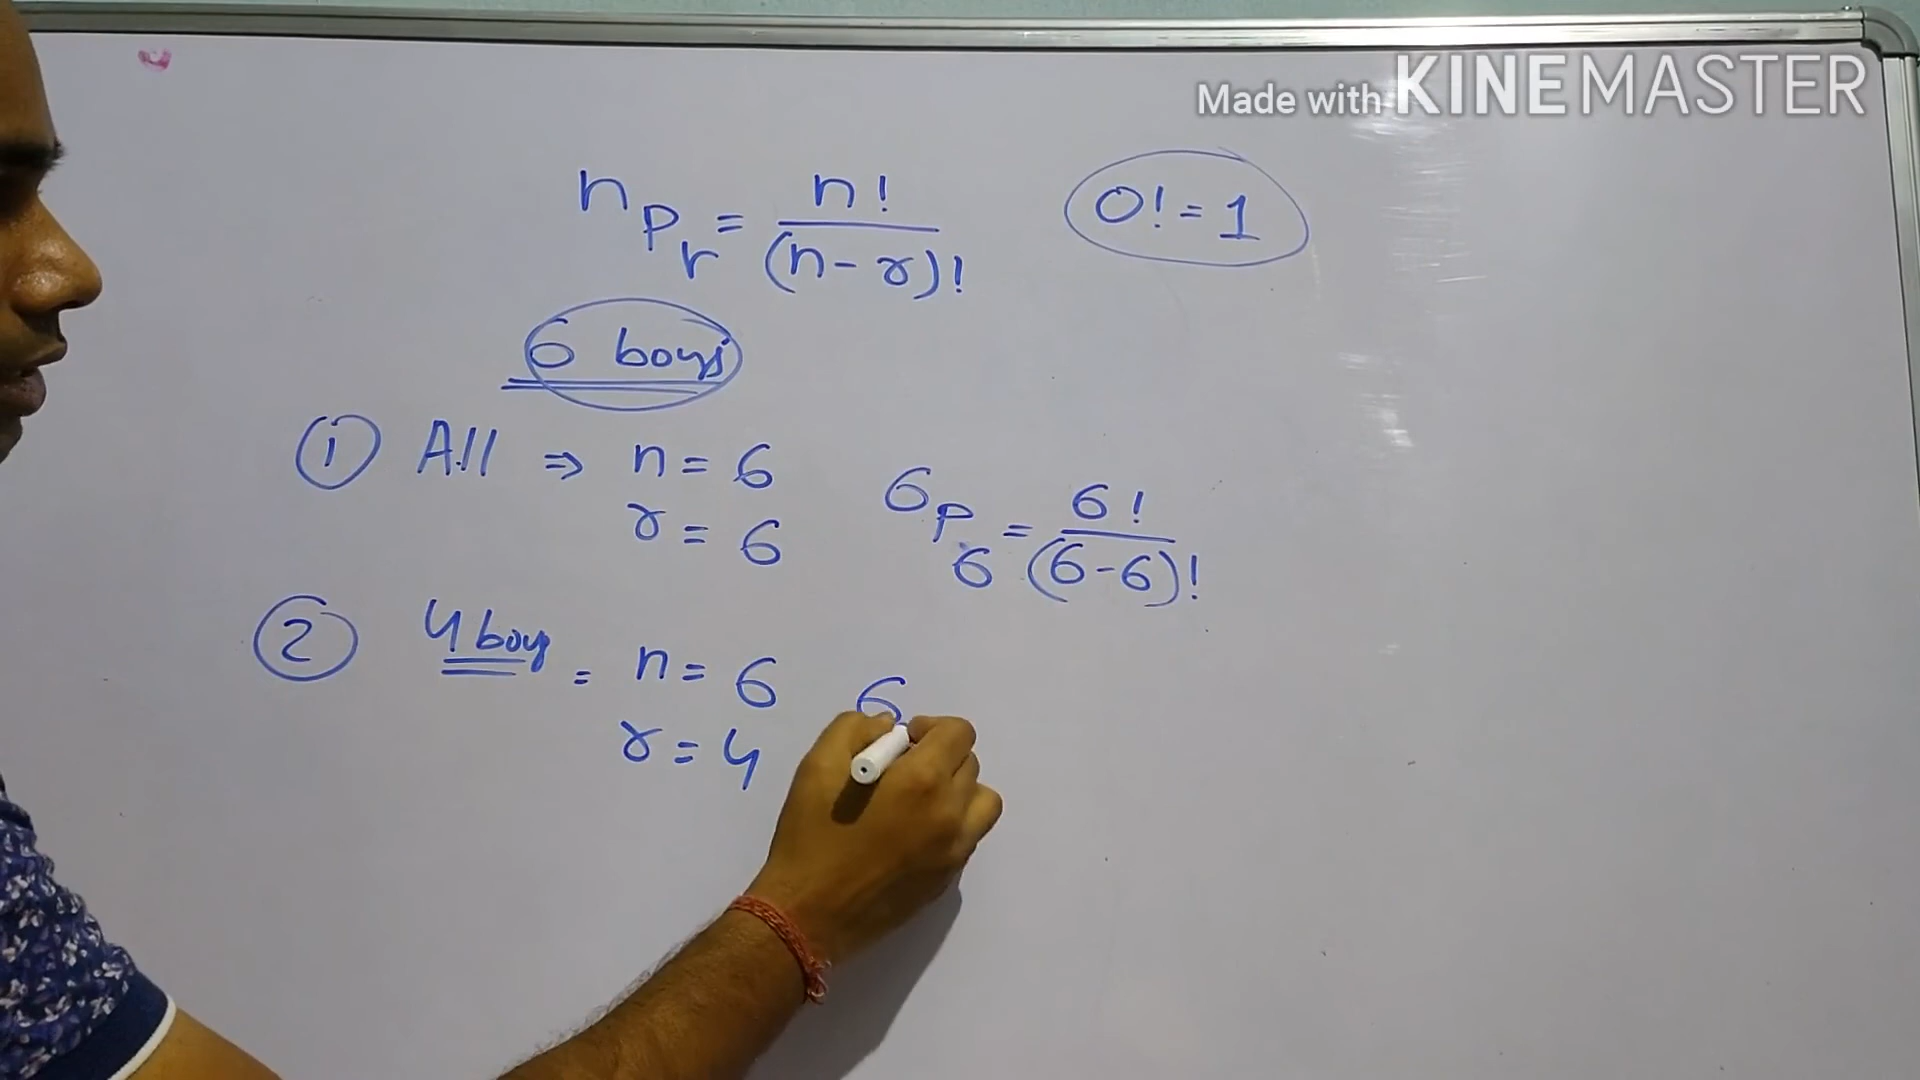 Made with KINEMASTER
nPr = n! / (n-r)!
0! = 1
6 boys
① All ⇒ n = 6
r = 6
6P6 = 6! / (6-6)!
② 4 boys = n = 6
r = 4
6